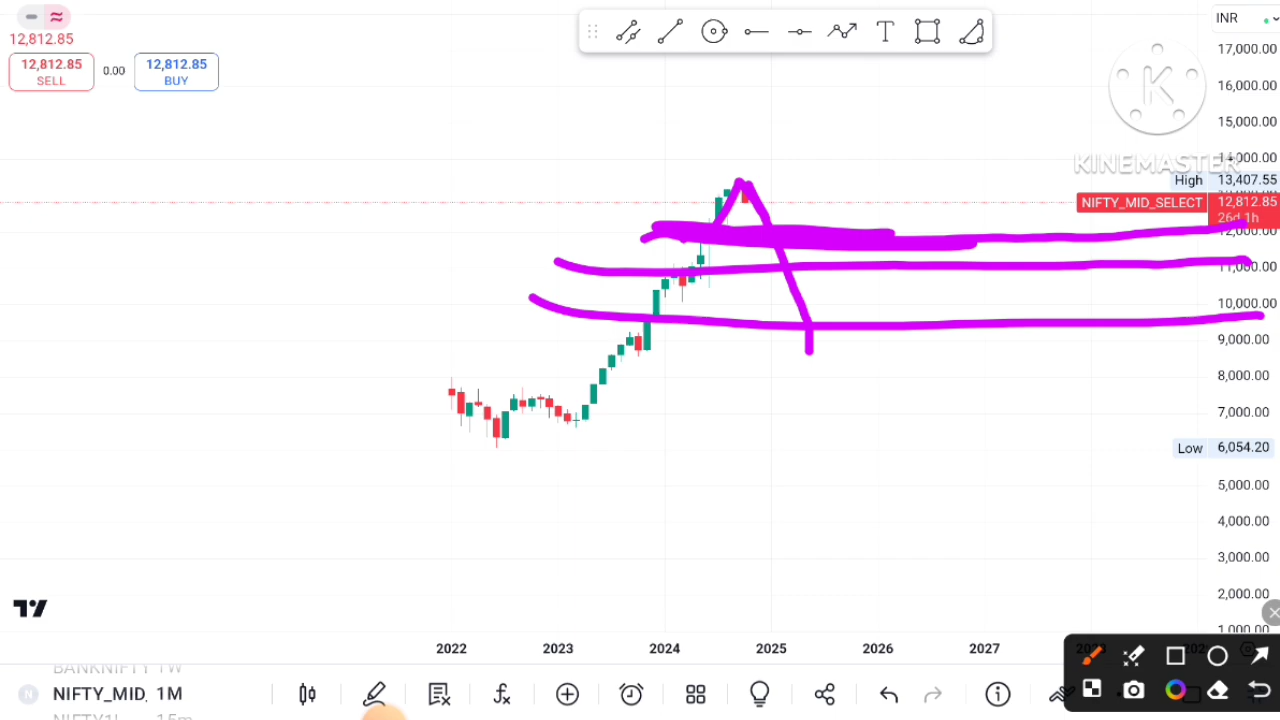 INR
12,812.85
12,812.85
SELL
0.00
12,812.85
BUY
17,000.00
16,000.00
15,000.00
14,000.00
KINEMASTER
High 13,407.55
NIFTY_MID_SELECT 12,812.85
26d 1h
12,000.00
11,000.00
10,000.00
9,000.00
8,000.00
7,000.00
Low 6,054.20
5,000.00
4,000.00
3,000.00
2,000.00
1,000.00
2022 2023 2024 2025 2026 2027
BANKNIFTY 1W
N NIFTY_MID, 1M